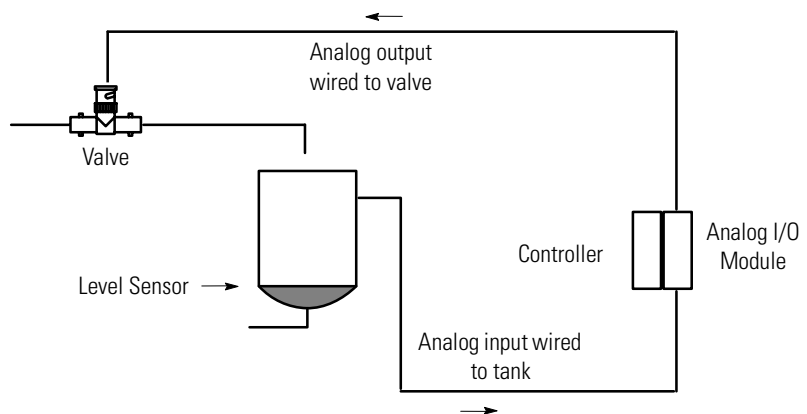 Analog output
wired to valve
Valve
Controller
Analog I/O
Module
Level Sensor
Analog input wired
to tank